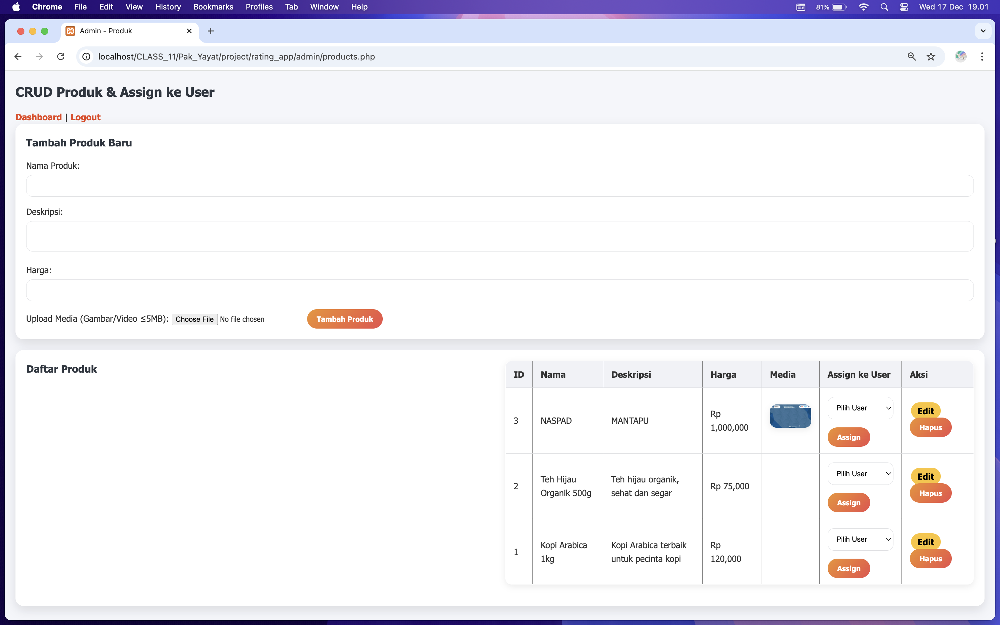 Chrome File Edit View History Bookmarks Profiles Tab Window Help 81% Wed 17 Dec 19.01
Admin - Produk
localhost/CLASS_11/Pak_Yayat/project/rating_app/admin/products.php
CRUD Produk & Assign ke User
Dashboard | Logout
Tambah Produk Baru
Nama Produk:
Deskripsi:
Harga:
Upload Media (Gambar/Video ≤5MB): Choose File No file chosen Tambah Produk
Daftar Produk
ID Nama Deskripsi Harga Media Assign ke User Aksi
3 NASPAD MANTAPU Rp
1,000,000
Pilih User
Assign
Edit
Hapus
2 Teh Hijau
Organik 500g
Teh hijau organik,
sehat dan segar
Rp 75,000
Pilih User
Assign
Edit
Hapus
1 Kopi Arabica
1kg
Kopi Arabica terbaik
untuk pecinta kopi
Rp
120,000
Pilih User
Assign
Edit
Hapus